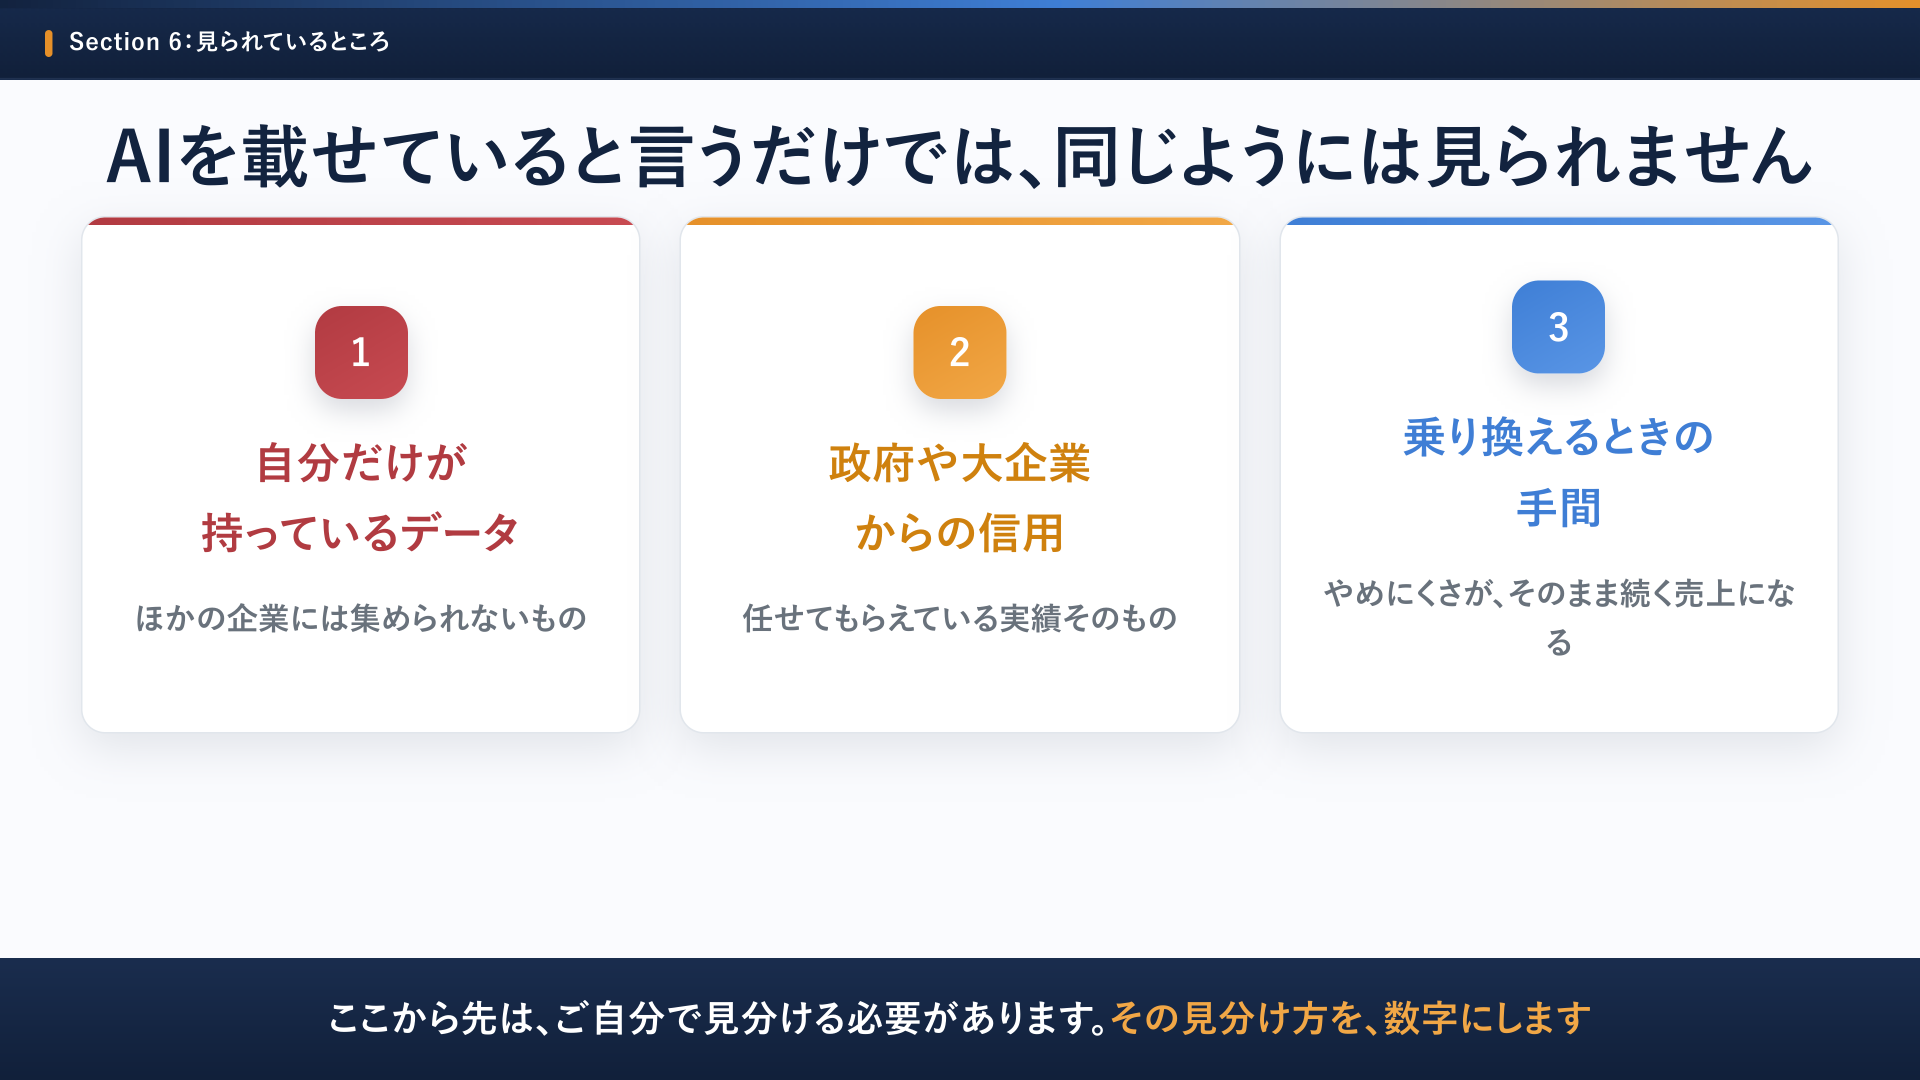 Section 6：見られているところ
AIを載せていると言うだけでは、同じようには見られません
1
自分だけが
持っているデータ
ほかの企業には集められないもの
2
政府や大企業
からの信用
任せてもらえている実績そのもの
3
乗り換えるときの
手間
やめにくさが、そのまま続く売上にな
る
ここから先は、ご自分で見分ける必要があります。その見分け方を、数字にします